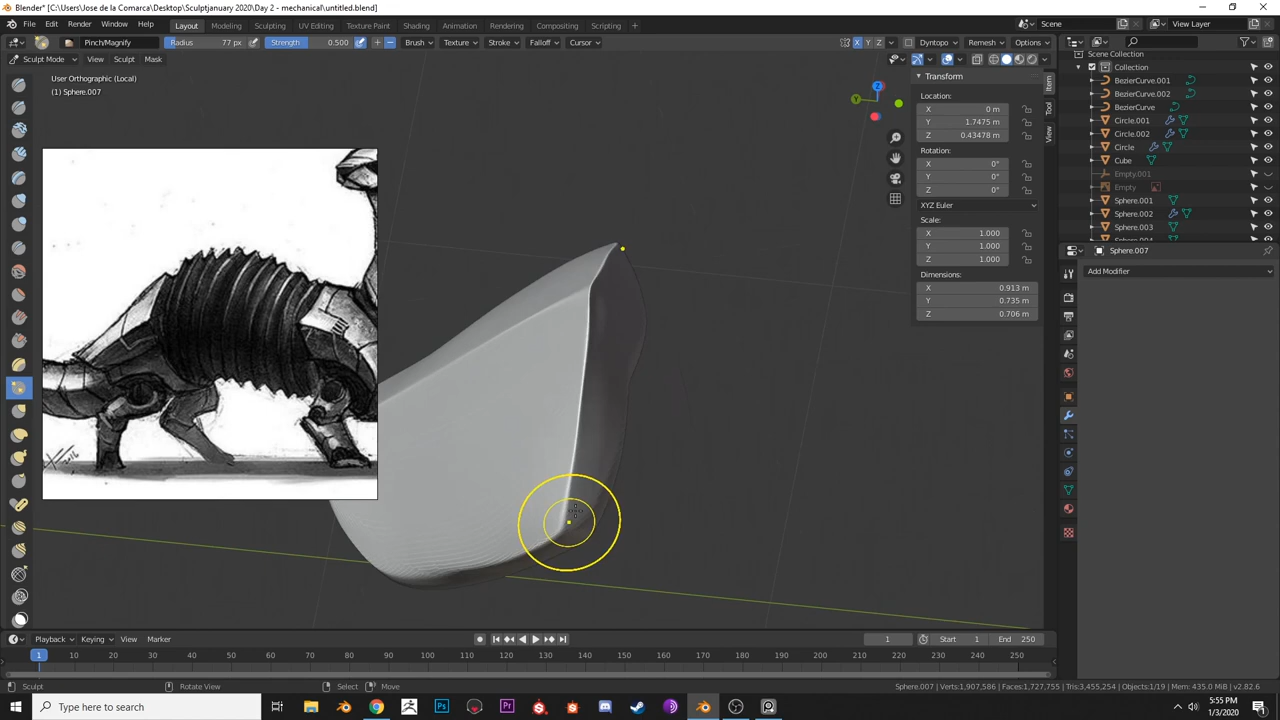 Blender* [C:\Users\Jose de la Comarca\Desktop\Sculptjanuary 2020\Day 2 - mechanical\untitled.blend]
File Edit Render Window Help Layout Modeling Sculpting UV Editing Texture Paint Shading Animation Rendering Compositing Scripting Scene View Layer
Pinch/Magnify Radius 77 px Strength 0.500 Brush Texture Stroke Falloff Cursor X Y Z Dyntopo Remesh Options
Sculpt Mode View Sculpt Mask
User Orthographic (Local)
(1) Sphere.007
Z
Y
Transform
Location:
X 0 m
Y 1.7475 m
Z 0.43478 m
Rotation:
X 0°
Y 0°
Z 0°
XYZ Euler
Scale:
X 1.000
Y 1.000
Z 1.000
Dimensions:
X 0.913 m
Y 0.735 m
Z 0.706 m
Item
Tool
View
Scene Collection
Collection
BezierCurve.001
BezierCurve.002
BezierCurve
Circle.001
Circle.002
Circle
Cube
Empty.001
Empty
Sphere.001
Sphere.002
Sphere.003
Sphere.007
Add Modifier
Playback Keying View Marker 1 Start 1 End 250
1 10 20 30 40 50 60 70 80 90 100 110 120 130 140 150 160 170 180 190 200 210 220 230 240 250
Sculpt Rotate View Select Move Sphere.007 | Verts:1,907,586 | Faces:1,727,755 | Tris:3,455,254 | Objects:1/19 | Mem: 435.0 MiB | v2.82.6
Type here to search
5:55 PM
1/3/2020